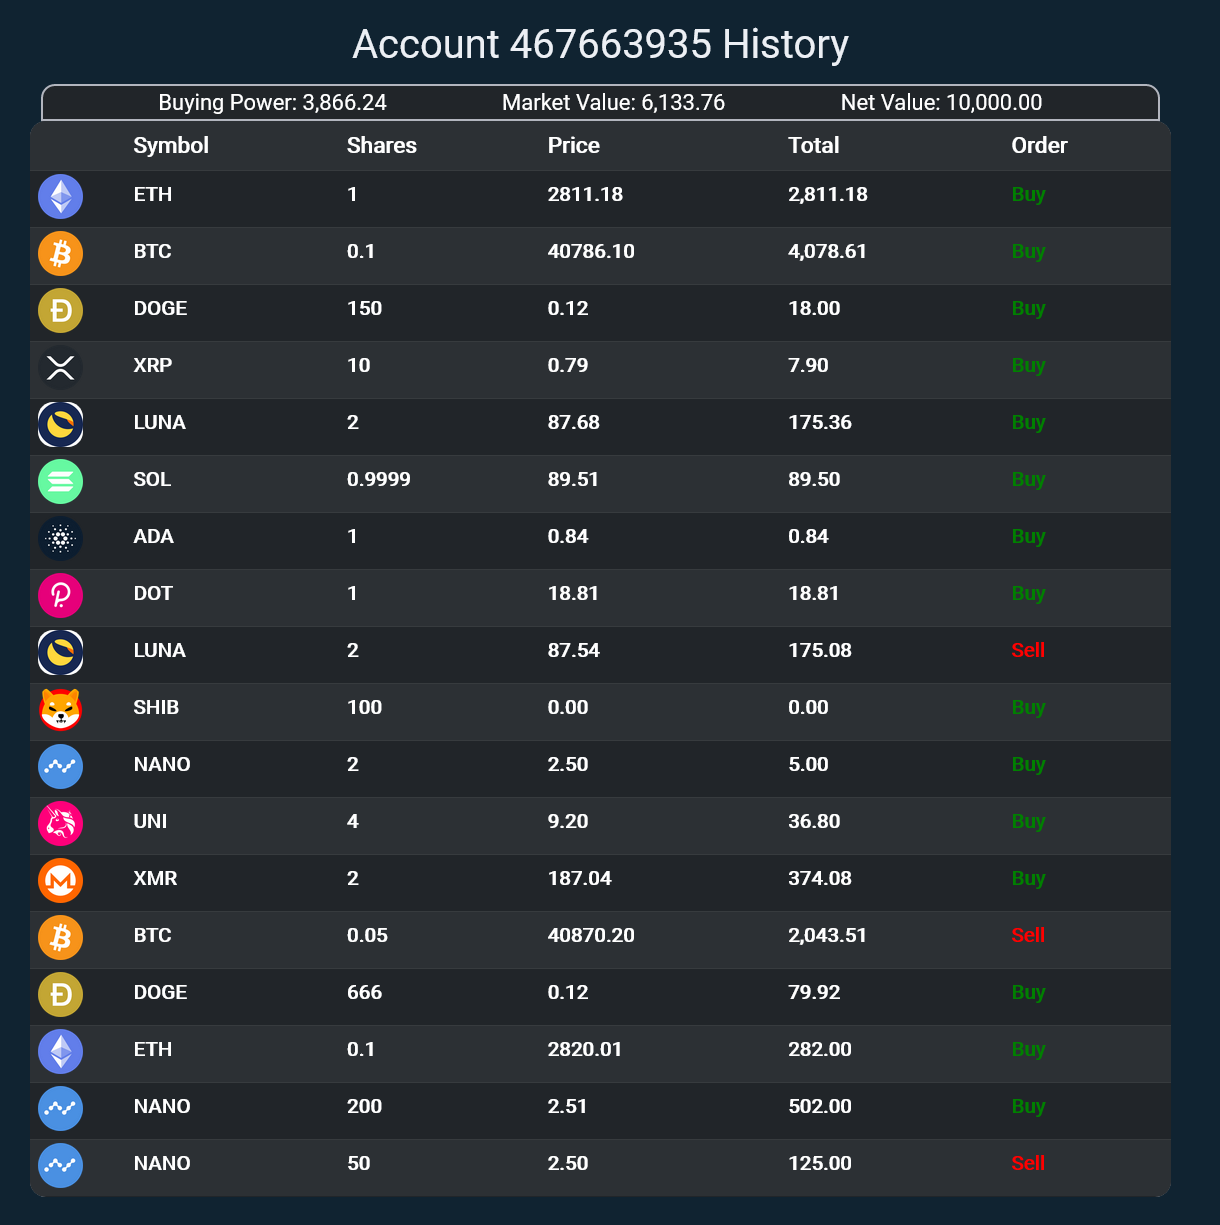 Account 467663935 History
Buying Power: 3,866.24 Market Value: 6,133.76 Net Value: 10,000.00
Symbol Shares Price Total Order
ETH 1 2811.18 2,811.18 Buy
BTC 0.1 40786.10 4,078.61 Buy
DOGE 150 0.12 18.00 Buy
XRP 10 0.79 7.90 Buy
LUNA 2 87.68 175.36 Buy
SOL 0.9999 89.51 89.50 Buy
ADA 1 0.84 0.84 Buy
DOT 1 18.81 18.81 Buy
LUNA 2 87.54 175.08 Sell
SHIB 100 0.00 0.00 Buy
NANO 2 2.50 5.00 Buy
UNI 4 9.20 36.80 Buy
XMR 2 187.04 374.08 Buy
BTC 0.05 40870.20 2,043.51 Sell
DOGE 666 0.12 79.92 Buy
ETH 0.1 2820.01 282.00 Buy
NANO 200 2.51 502.00 Buy
NANO 50 2.50 125.00 Sell